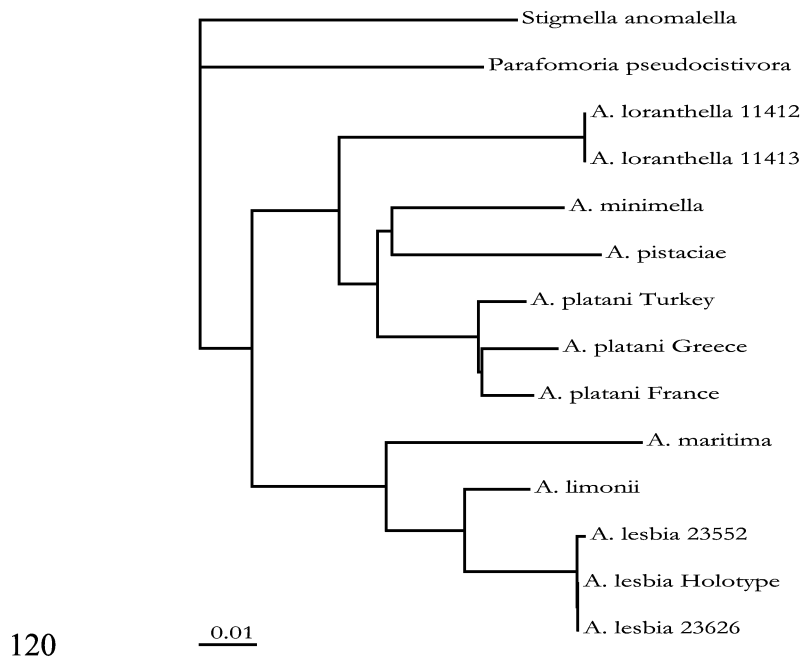 Stigmella anomalella
Parafomoria pseudocistivora
A. loranthella 11412
A. loranthella 11413
A. minimella
A. pistaciae
A. platani Turkey
A. platani Greece
A. platani France
A. maritima
A. limonii
A. lesbia 23552
A. lesbia Holotype
A. lesbia 23626
0.01
120